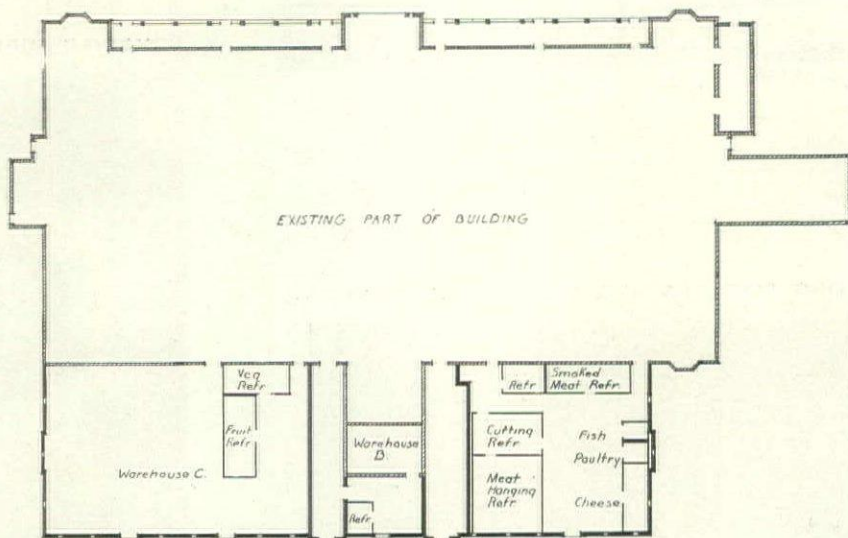 EXISTING PART OF BUILDING
Veg
Refr.
Refr
Smoked
Meat Refr.
Fruit
Refr.
Cutting
Refr.
Fish
Warehouse
B.
Paultry
Warehouse C.
Meat
Hanging
Refr.
Cheese
Refr.